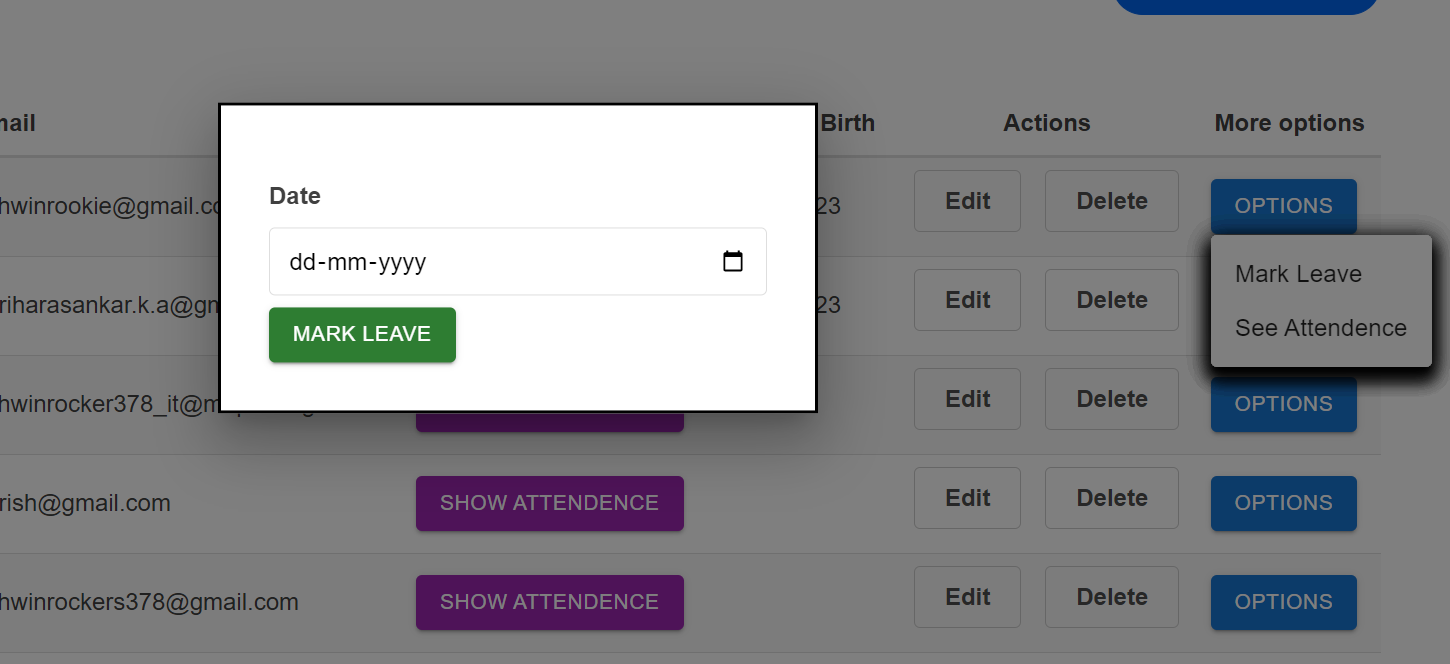 nail Birth Actions More options
hwinrookie@gmail.co 23 Edit Delete OPTIONS
Date
dd-mm-yyyy
MARK LEAVE
Mark Leave
See Attendence
riharasankar.k.a@gm 23 Edit Delete
hwinrocker378_it@m Edit Delete OPTIONS
rish@gmail.com SHOW ATTENDENCE Edit Delete OPTIONS
hwinrockers378@gmail.com SHOW ATTENDENCE Edit Delete OPTIONS